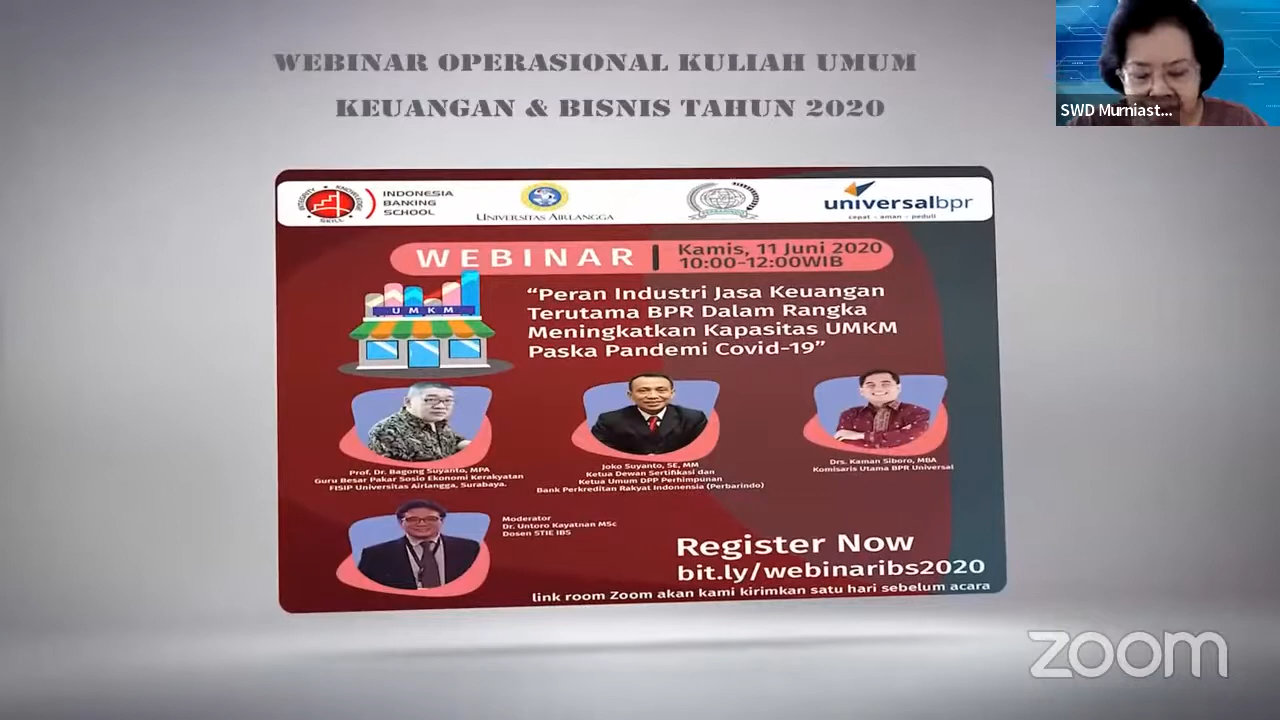 WEBINAR OPERASIONAL KULIAH UMUM
KEUANGAN & BISNIS TAHUN 2020
SWD Murniast...
INTEGRITY KNOWLEDGE
SKILL
INDONESIA
BANKING
SCHOOL
UNIVERSITAS AIRLANGGA
universalbpr
cepat - aman - peduli
WEBINAR
Kamis, 11 Juni 2020
10:00-12:00WIB
UMKM
“Peran Industri Jasa Keuangan
Terutama BPR Dalam Rangka
Meningkatkan Kapasitas UMKM
Paska Pandemi Covid-19”
Prof. Dr. Bagong Suyanto, MPA
Guru Besar Pakar Sosio Ekonomi Kerakyatan
FISIP Universitas Airlangga, Surabaya.
Joko Suyanto, SE, MM
Ketua Dewan Sertifikasi dan
Ketua Umum DPP Perhimpunan
Bank Perkreditan Rakyat Indonensia (Perbarindo)
Drs. Kaman Siboro, MBA
Komisaris Utama BPR Universal
Moderator
Dr. Untoro Kayatnan MSc
Dosen STIE IBS
Register Now
bit.ly/webinaribs2020
link room Zoom akan kami kirimkan satu hari sebelum acara
zoom